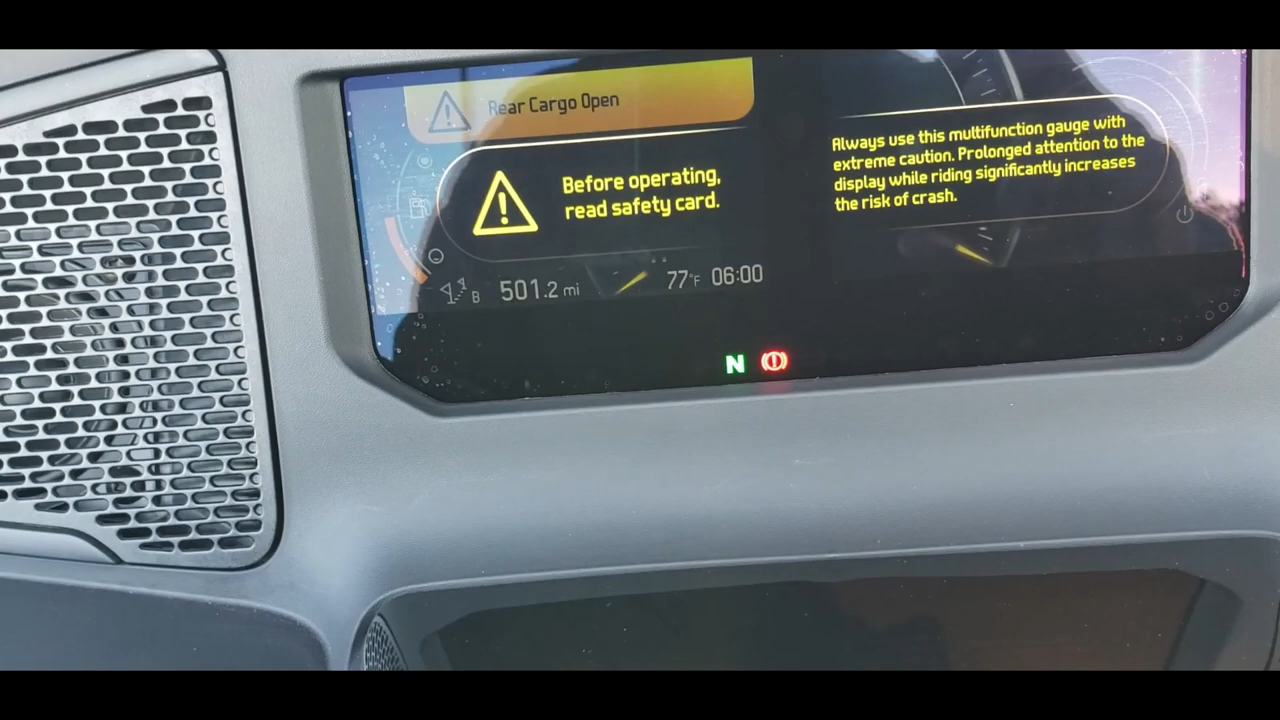 Rear Cargo Open
Before operating,
read safety card.
Always use this multifunction gauge with
extreme caution. Prolonged attention to the
display while riding significantly increases
the risk of crash.
B 501.2 mi 77°F 06:00
N